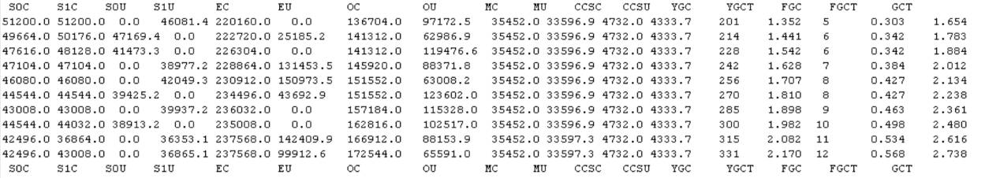 S0C S1C S0U S1U EC EU OC OU MC MU CCSC CCSU YGC YGCT FGC FGCT GCT
51200.0 51200.0 0.0 46081.4 220160.0 0.0 136704.0 97172.5 35452.0 33596.9 4732.0 4333.7 201 1.352 5 0.303 1.654
49664.0 50176.0 47169.4 0.0 222720.0 25185.2 141312.0 62986.9 35452.0 33596.9 4732.0 4333.7 214 1.441 6 0.342 1.783
47616.0 48128.0 41473.3 0.0 226304.0 0.0 141312.0 119476.6 35452.0 33596.9 4732.0 4333.7 228 1.542 6 0.342 1.884
47104.0 47104.0 0.0 38977.2 228864.0 131453.5 145920.0 88371.8 35452.0 33596.9 4732.0 4333.7 242 1.628 7 0.384 2.012
46080.0 46080.0 0.0 42049.3 230912.0 150973.5 151552.0 63008.2 35452.0 33596.9 4732.0 4333.7 256 1.707 8 0.427 2.134
44544.0 44544.0 39425.2 0.0 234496.0 43692.9 151552.0 123602.0 35452.0 33596.9 4732.0 4333.7 270 1.810 8 0.427 2.238
43008.0 43008.0 0.0 39937.2 236032.0 0.0 157184.0 115328.0 35452.0 33596.9 4732.0 4333.7 285 1.898 9 0.463 2.361
44544.0 44032.0 38913.2 0.0 235008.0 0.0 162816.0 102517.0 35452.0 33596.9 4732.0 4333.7 300 1.982 10 0.498 2.480
42496.0 36864.0 0.0 36353.1 237568.0 142409.9 166912.0 88153.9 35452.0 33597.3 4732.0 4333.7 315 2.082 11 0.534 2.616
42496.0 43008.0 0.0 36865.1 237568.0 99912.6 172544.0 65591.0 35452.0 33597.3 4732.0 4333.7 331 2.170 12 0.568 2.738
S0C S1C S0U S1U EC EU OC OU MC MU CCSC CCSU YGC YGCT FGC FGCT GCT